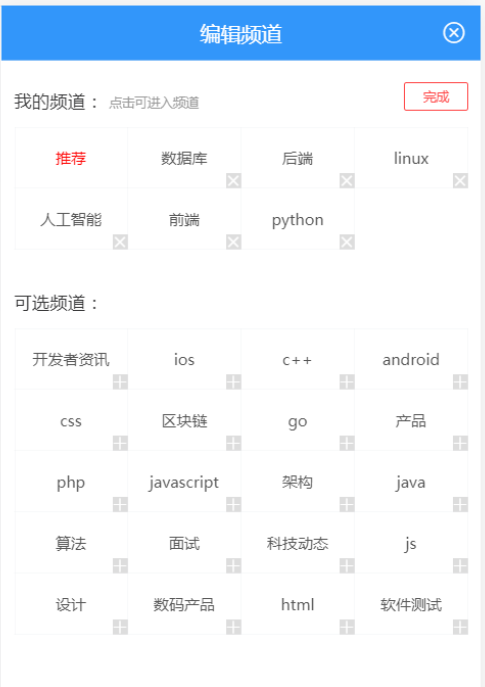 编辑频道
我的频道： 点击可进入频道 完成
推荐 数据库 后端 linux
人工智能 前端 python
可选频道：
开发者资讯 ios c++ android
css 区块链 go 产品
php javascript 架构 java
算法 面试 科技动态 js
设计 数码产品 html 软件测试